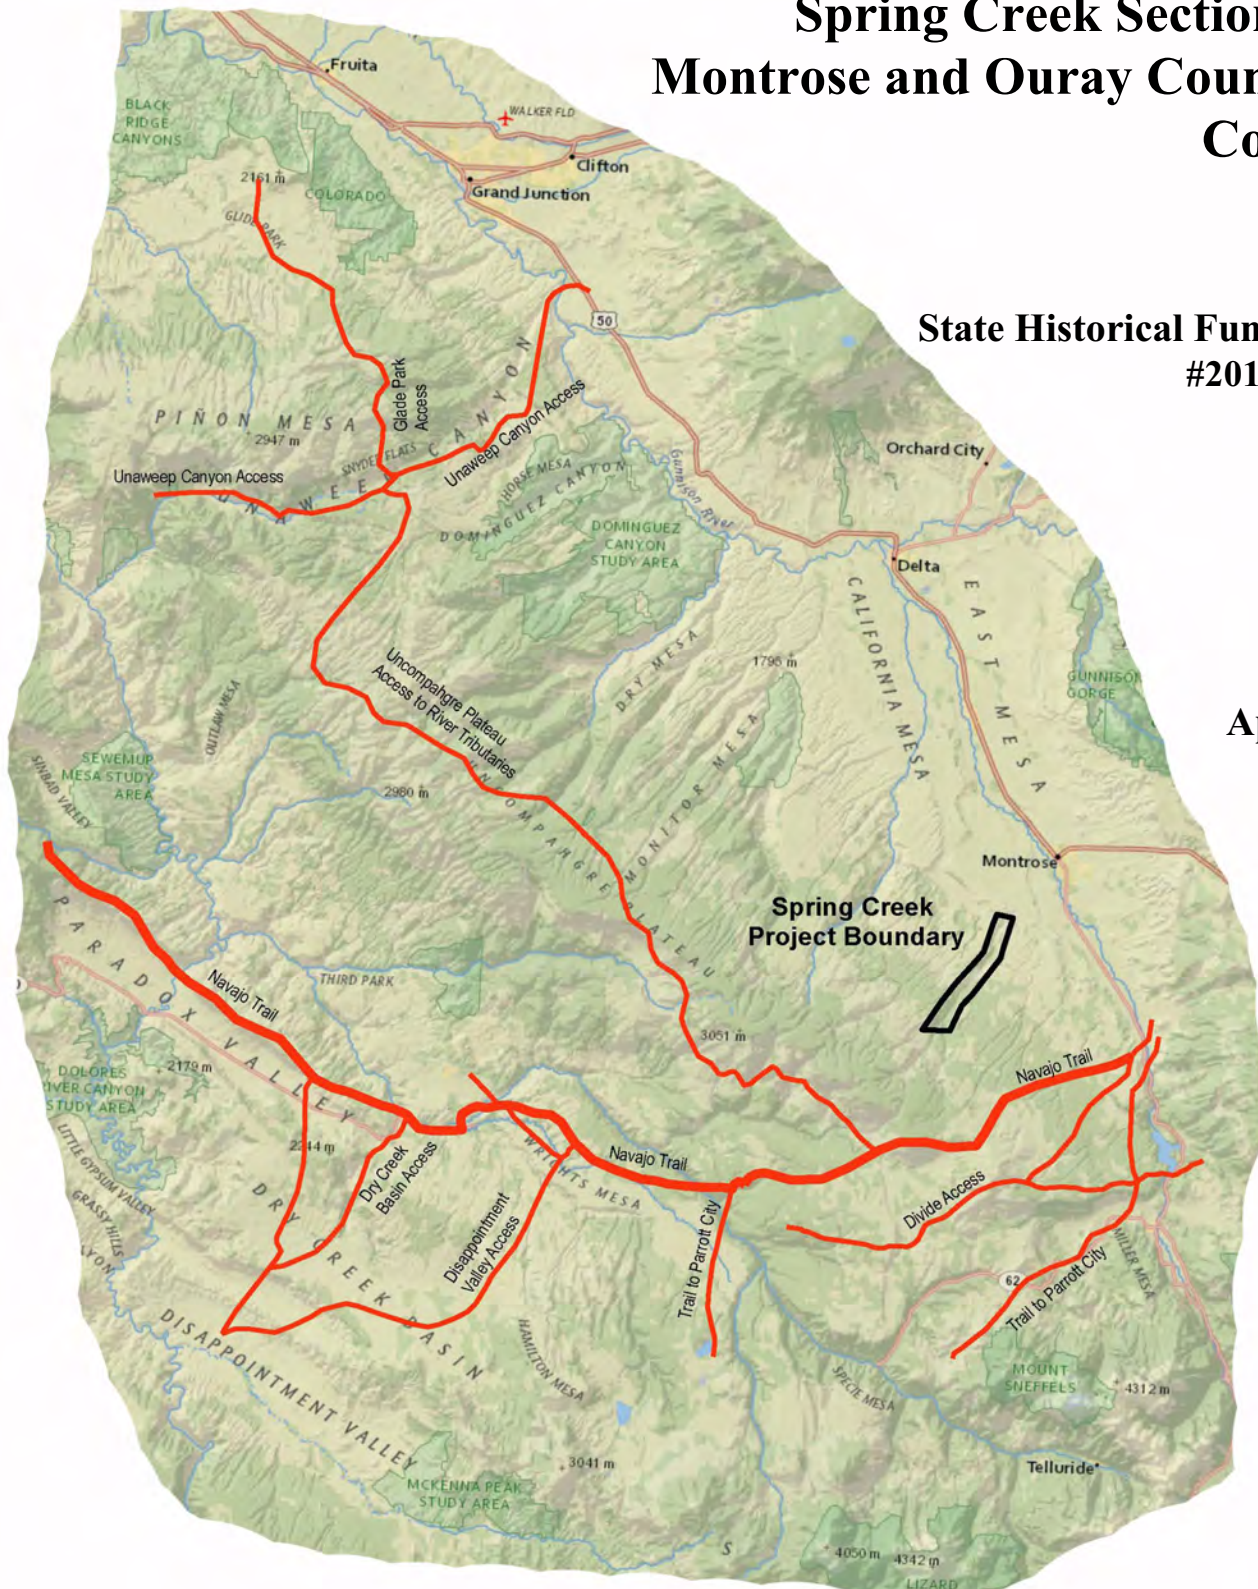 Spring Creek Section
Montrose and Ouray Coun
Co
State Historical Fun
#201
Ap
Fruita
BLACK
RIDGE
CANYONS
WALKER FLD
Clifton
Grand Junction
2161 m
COLORADO
50
Glade Park
Access
PIÑON MESA
2947 m
SNYDER FLATS
UNAWEEP CANYON
Unaweep Canyon Access
Unaweep Canyon Access
HORSE MESA
DOMINGUEZ CANYON
DOMINGUEZ
CANYON
STUDY AREA
Gunnison River
Orchard City
Delta
CALIFORNIA MESA
EAST MESA
GUNNISON
GORGE
DRY MESA
1795 m
MONITOR MESA
OUTLAW MESA
Uncompahgre Plateau
Access to River Tributaries
UNCOMPAHGRE PLATEAU
2980 m
SEWEMUP
MESA STUDY
AREA
SINBAD VALLEY
Montrose
Spring Creek
Project Boundary
PARADOX VALLEY
Navajo Trail
THIRD PARK
3051 m
Navajo Trail
2179 m
DOLORES
RIVER CANYON
STUDY AREA
LITTLE GYPSUM VALLEY
GRASSY HILLS
2244 m
Dry Creek
Basin Access
WRIGHTS MESA
Navajo Trail
Divide Access
DRY CREEK BASIN
Disappointment
Valley Access
Trail to Parrott City
MILLER MESA
62
Trail to Parrott City
DISAPPOINTMENT VALLEY
HAMILTON MESA
SPECIE MESA
MOUNT
SNEFFELS
4312 m
3041 m
Telluride
MCKENNA PEAK
STUDY AREA
S
4050 m
4342 m
LIZARD